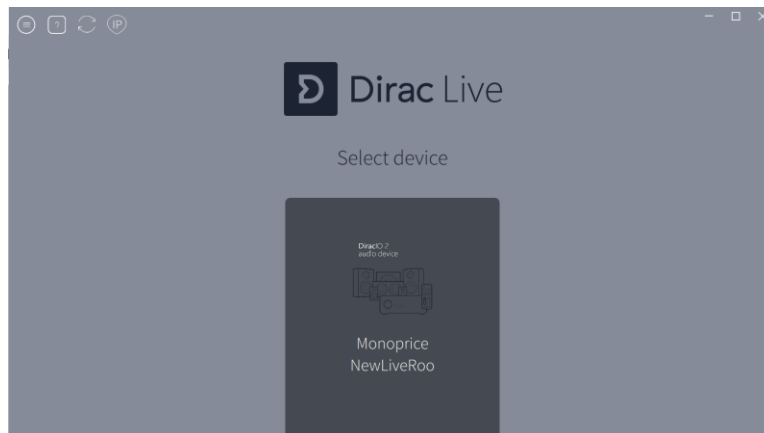 ?
IP
Dirac Live
Select device
DiracIO 2
audio device
Monoprice
NewLiveRoo